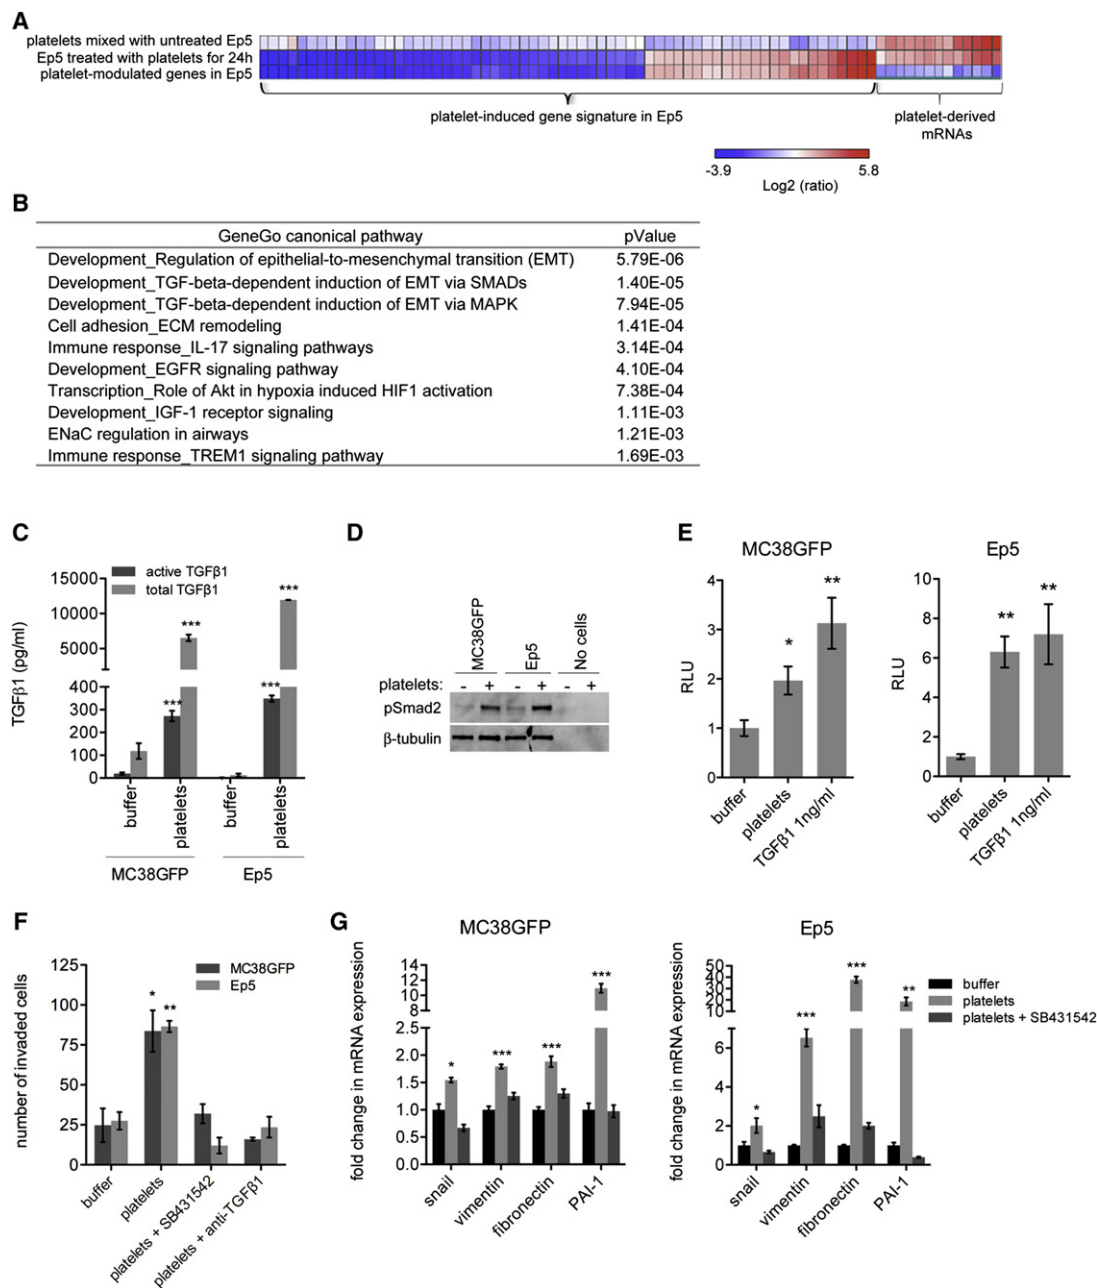 A
platelets mixed with untreated Ep5
Ep5 treated with platelets for 24h
platelet-modulated genes in Ep5
platelet-induced gene signature in Ep5
platelet-derived
mRNAs
-3.9 5.8
Log2 (ratio)
B
GeneGo canonical pathway pValue
Development_Regulation of epithelial-to-mesenchymal transition (EMT) 5.79E-06
Development_TGF-beta-dependent induction of EMT via SMADs 1.40E-05
Development_TGF-beta-dependent induction of EMT via MAPK 7.94E-05
Cell adhesion_ECM remodeling 1.41E-04
Immune response_IL-17 signaling pathways 3.14E-04
Development_EGFR signaling pathway 4.10E-04
Transcription_Role of Akt in hypoxia induced HIF1 activation 7.38E-04
Development_IGF-1 receptor signaling 1.11E-03
ENaC regulation in airways 1.21E-03
Immune response_TREM1 signaling pathway 1.69E-03
C
active TGFβ1
total TGFβ1
TGFβ1 (pg/ml)
15000
10000
5000
400
300
200
100
0
***
***
***
***
buffer
platelets
buffer
platelets
MC38GFP Ep5
D
MC38GFP
Ep5
No cells
platelets: - + - + - +
pSmad2
β-tubulin
E
MC38GFP
RLU
4
3
2
1
0
*
**
buffer
platelets
TGFβ1 1ng/ml
Ep5
RLU
10
8
6
4
2
0
**
**
buffer
platelets
TGFβ1 1ng/ml
F
number of invaded cells
125
100
75
50
25
0
MC38GFP
Ep5
*
**
buffer
platelets
platelets + SB431542
platelets + anti-TGFβ1
G
MC38GFP
fold change in mRNA expression
14
12
10
8
6
4
2.5
2.0
1.5
1.0
0.5
0.0
*
***
***
***
snail
vimentin
fibronectin
PAI-1
Ep5
fold change in mRNA expression
50
40
30
20
10
6
4
2
0
*
***
***
**
snail
vimentin
fibronectin
PAI-1
buffer
platelets
platelets + SB431542